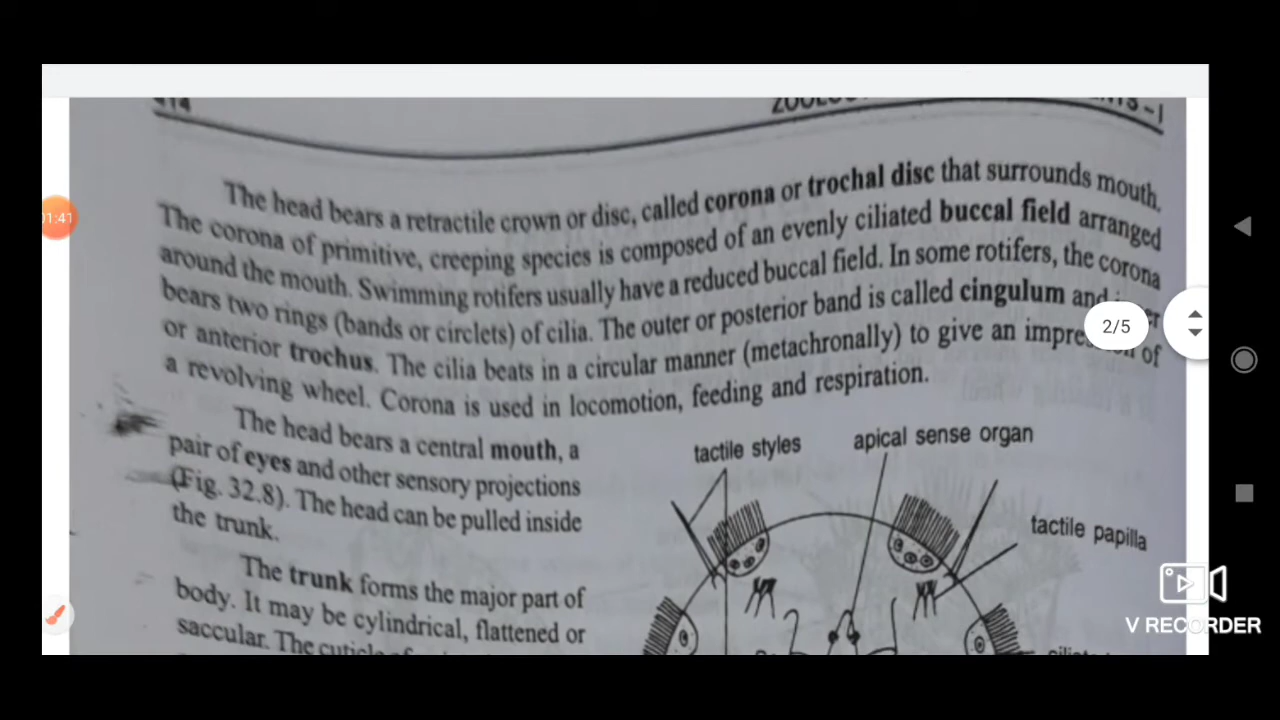 414
The head bears a retractile crown or disc, called corona or trochal disc that surrounds mouth.
The corona of primitive, creeping species is composed of an evenly ciliated buccal field arranged
around the mouth. Swimming rotifers usually have a reduced buccal field. In some rotifers, the corona
bears two rings (bands or circlets) of cilia. The outer or posterior band is called cingulum and
or anterior trochus. The cilia beats in a circular manner (metachronally) to give an impre of
a revolving wheel. Corona is used in locomotion, feeding and respiration.
The head bears a central mouth, a
pair of eyes and other sensory projections
(Fig. 32.8). The head can be pulled inside
the trunk.
The trunk forms the major part of
body. It may be cylindrical, flattened or
saccular. The
tactile styles
apical sense organ
tactile papilla
01:41
2/5
V RECORDER